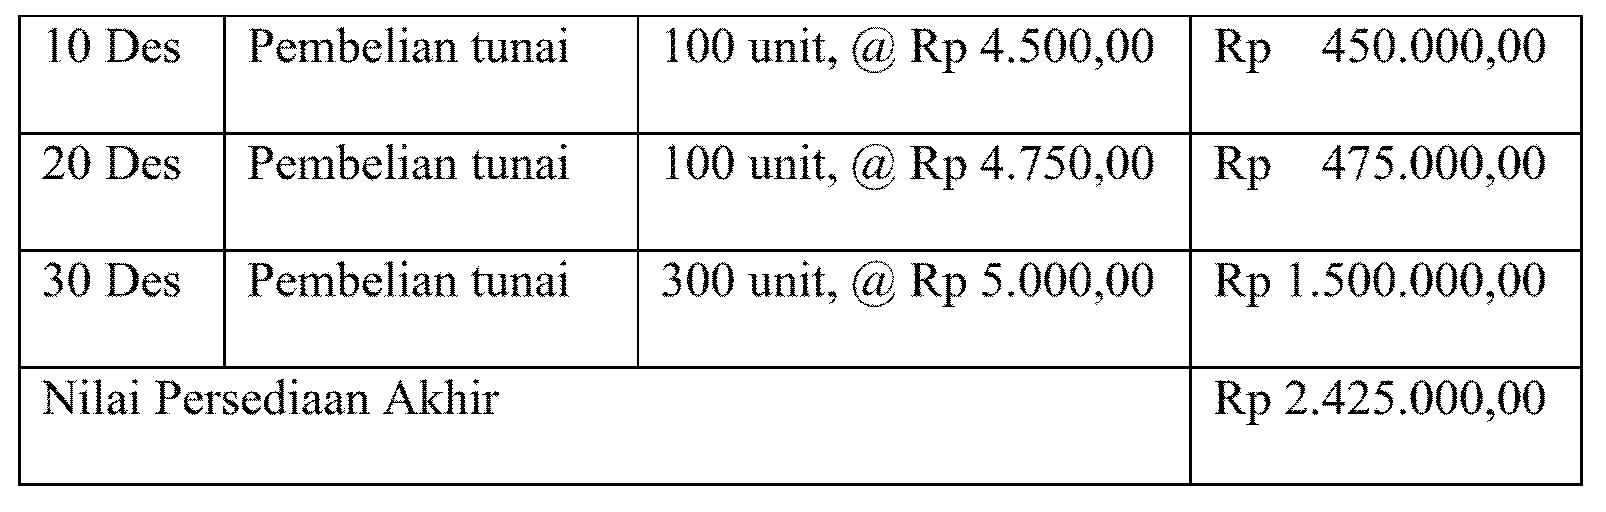 10 Des Pembelian tunai 100 unit, @ Rp 4.500,00 Rp 450.000,00
20 Des Pembelian tunai 100 unit, @ Rp 4.750,00 Rp 475.000,00
30 Des Pembelian tunai 300 unit, @ Rp 5.000,00 Rp 1.500.000,00
Nilai Persediaan Akhir Rp 2.425.000,00